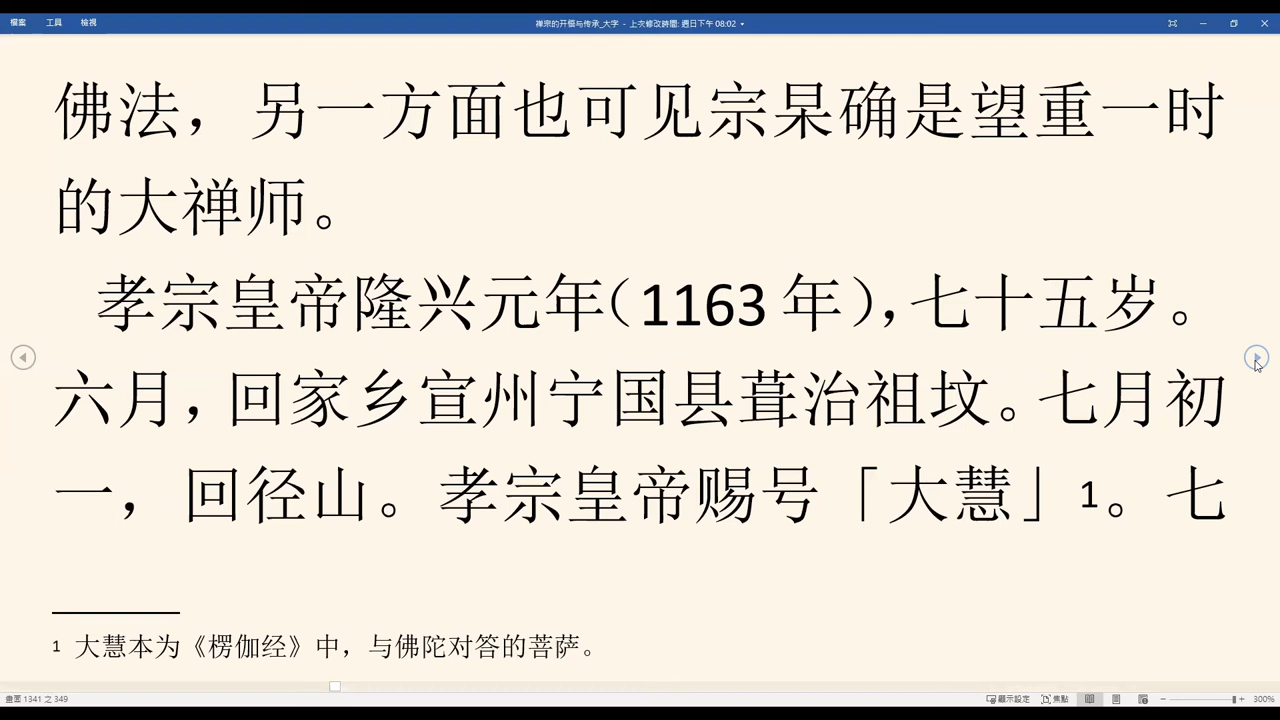 檔案 工具 檢視 禅宗的开悟与传承_大字 - 上次修改時間: 週日下午 08:02
佛法，另一方面也可见宗杲确是望重一时
的大禅师。
孝宗皇帝隆兴元年(1163 年)，七十五岁。
六月，回家乡宣州宁国县葺治祖坟。七月初
一，回径山。孝宗皇帝赐号「大慧」1。七
1 大慧本为《楞伽经》中，与佛陀对答的菩萨。
畫面 1341 之 349 顯示設定 焦點 300%